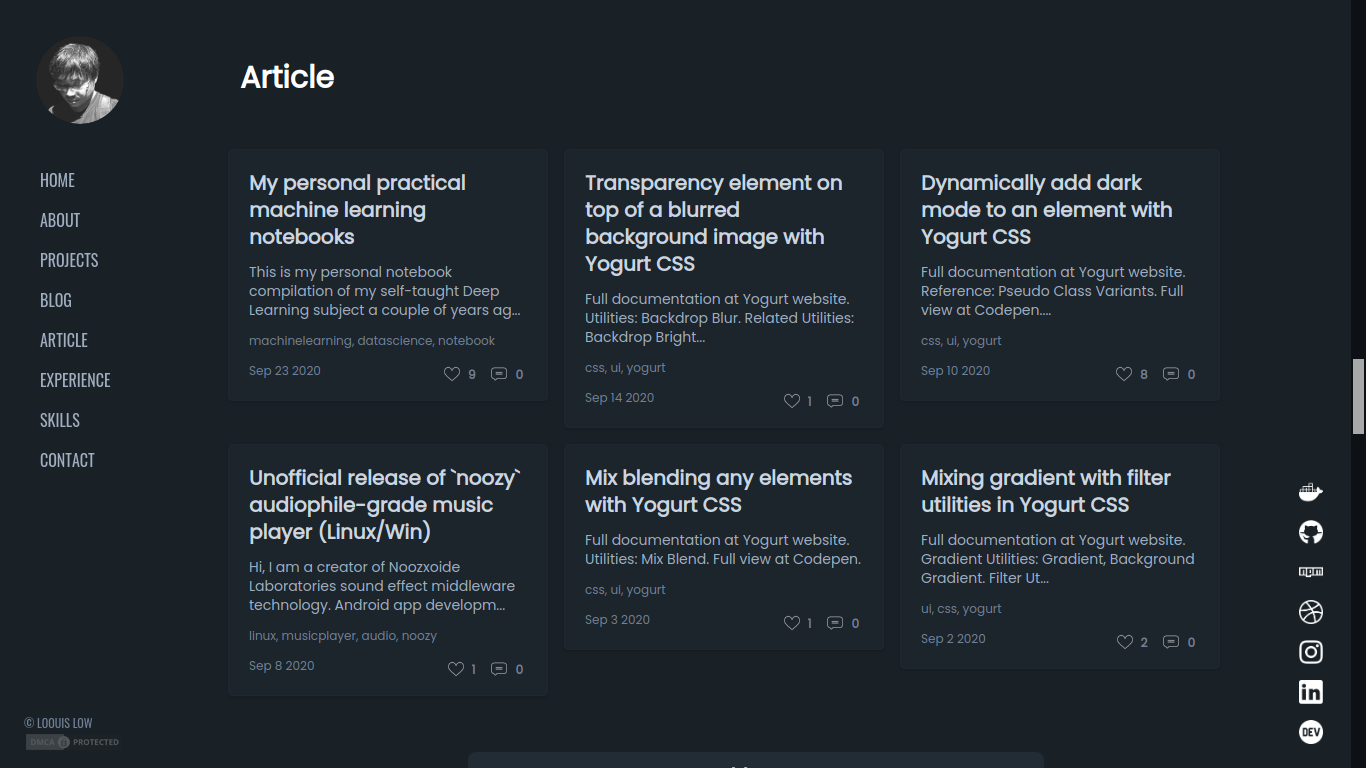 Article
HOME
ABOUT
PROJECTS
BLOG
ARTICLE
EXPERIENCE
SKILLS
CONTACT
© LOOUIS LOW
DMCA PROTECTED
My personal practical
machine learning
notebooks
This is my personal notebook
compilation of my self-taught Deep
Learning subject a couple of years ag...
machinelearning, datascience, notebook
Sep 23 2020 9 0
Transparency element on
top of a blurred
background image with
Yogurt CSS
Full documentation at Yogurt website.
Utilities: Backdrop Blur. Related Utilities:
Backdrop Bright...
css, ui, yogurt
Sep 14 2020 1 0
Dynamically add dark
mode to an element with
Yogurt CSS
Full documentation at Yogurt website.
Reference: Pseudo Class Variants. Full
view at Codepen....
css, ui, yogurt
Sep 10 2020 8 0
Unofficial release of `noozy`
audiophile-grade music
player (Linux/Win)
Hi, I am a creator of Noozxoide
Laboratories sound effect middleware
technology. Android app developm...
linux, musicplayer, audio, noozy
Sep 8 2020 1 0
Mix blending any elements
with Yogurt CSS
Full documentation at Yogurt website.
Utilities: Mix Blend. Full view at Codepen.
css, ui, yogurt
Sep 3 2020 1 0
Mixing gradient with filter
utilities in Yogurt CSS
Full documentation at Yogurt website.
Gradient Utilities: Gradient, Background
Gradient. Filter Ut...
ui, css, yogurt
Sep 2 2020 2 0
npm
in
DEV